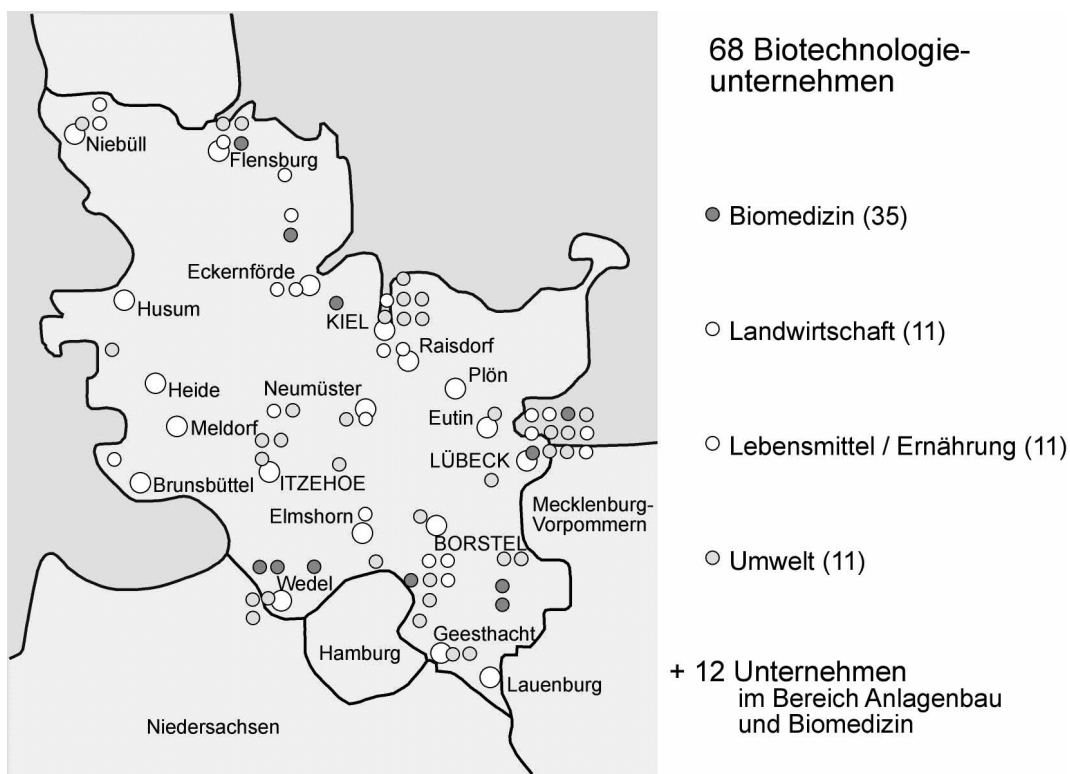 68 Biotechnologie-
unternehmen
Biomedizin (35)
Landwirtschaft (11)
Lebensmittel / Ernährung (11)
Umwelt (11)
+ 12 Unternehmen
im Bereich Anlagenbau
und Biomedizin
Niebüll
Flensburg
Eckernförde
Husum
KIEL
Raisdorf
Plön
Heide
Neumüster
Eutin
Meldorf
LÜBECK
ITZEHOE
Brunsbüttel
Mecklenburg-
Vorpommern
Elmshorn
BORSTEL
Wedel
Geesthacht
Hamburg
Lauenburg
Niedersachsen